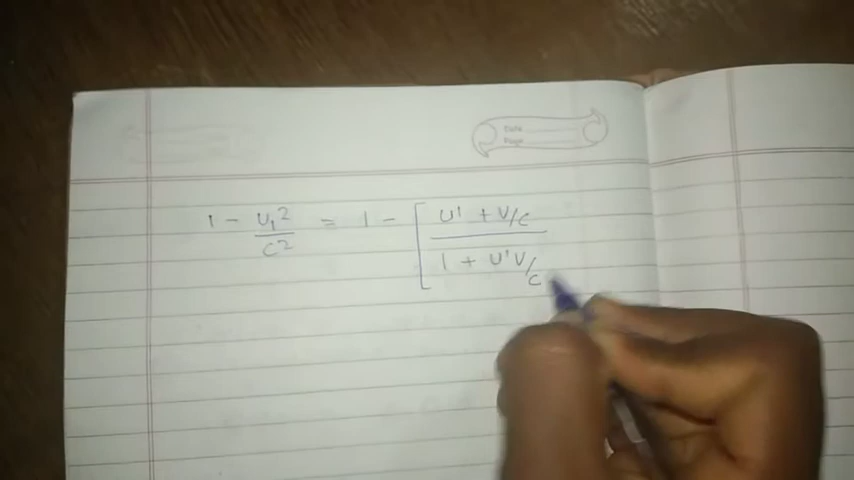 Date
Page
1 - u₁²/c² = 1 - [ u' + v/c / 1 + u'v/c